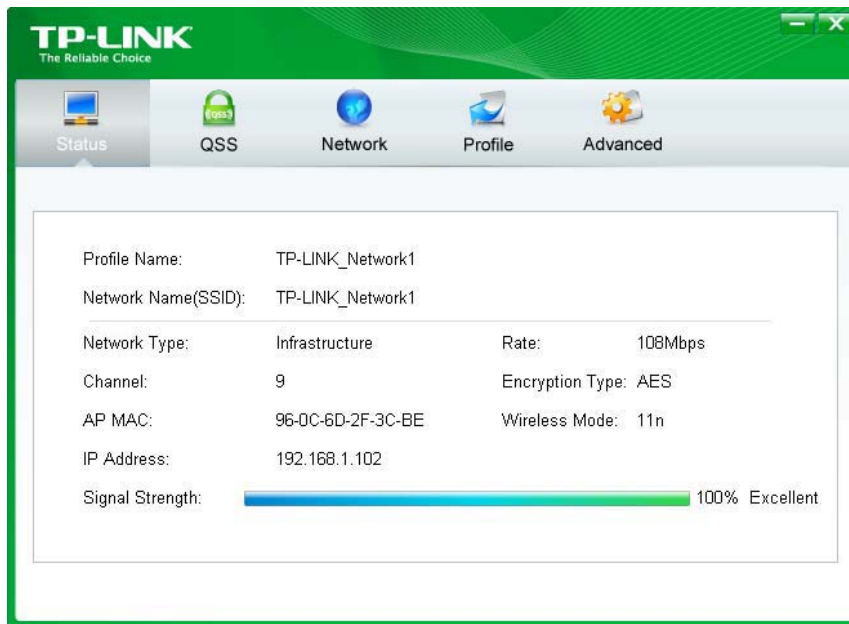 TP-LINK
The Reliable Choice
Status QSS Network Profile Advanced
Profile Name: TP-LINK_Network1
Network Name(SSID): TP-LINK_Network1
Network Type: Infrastructure Rate: 108Mbps
Channel: 9 Encryption Type: AES
AP MAC: 96-0C-6D-2F-3C-BE Wireless Mode: 11n
IP Address: 192.168.1.102
Signal Strength: 100% Excellent